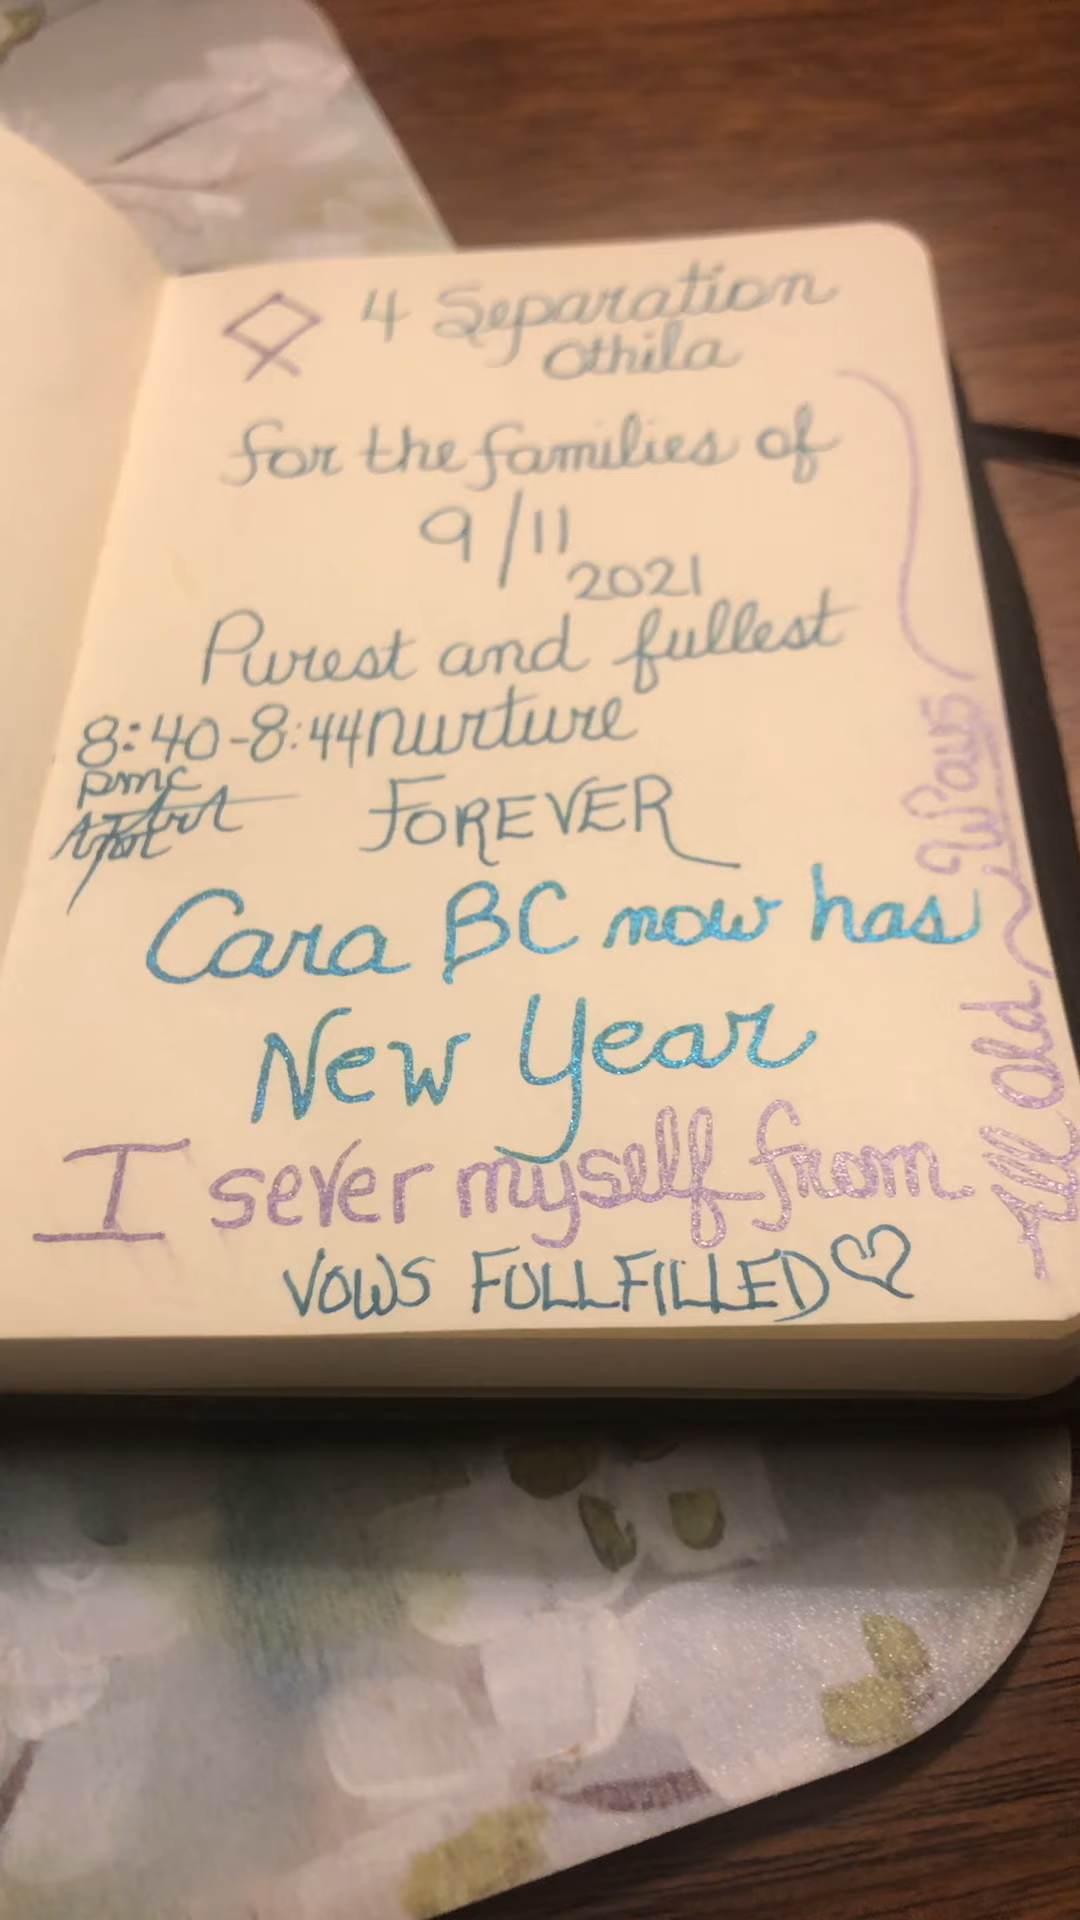 4 Separation
Othila
for the families of
9/11
2021
Purest and fullest
8:40-8:44 nurture
pmc
FOREVER
Cara BC now has
New Year
I sever myself from
All Old Ways
VOWS FULLFILLED